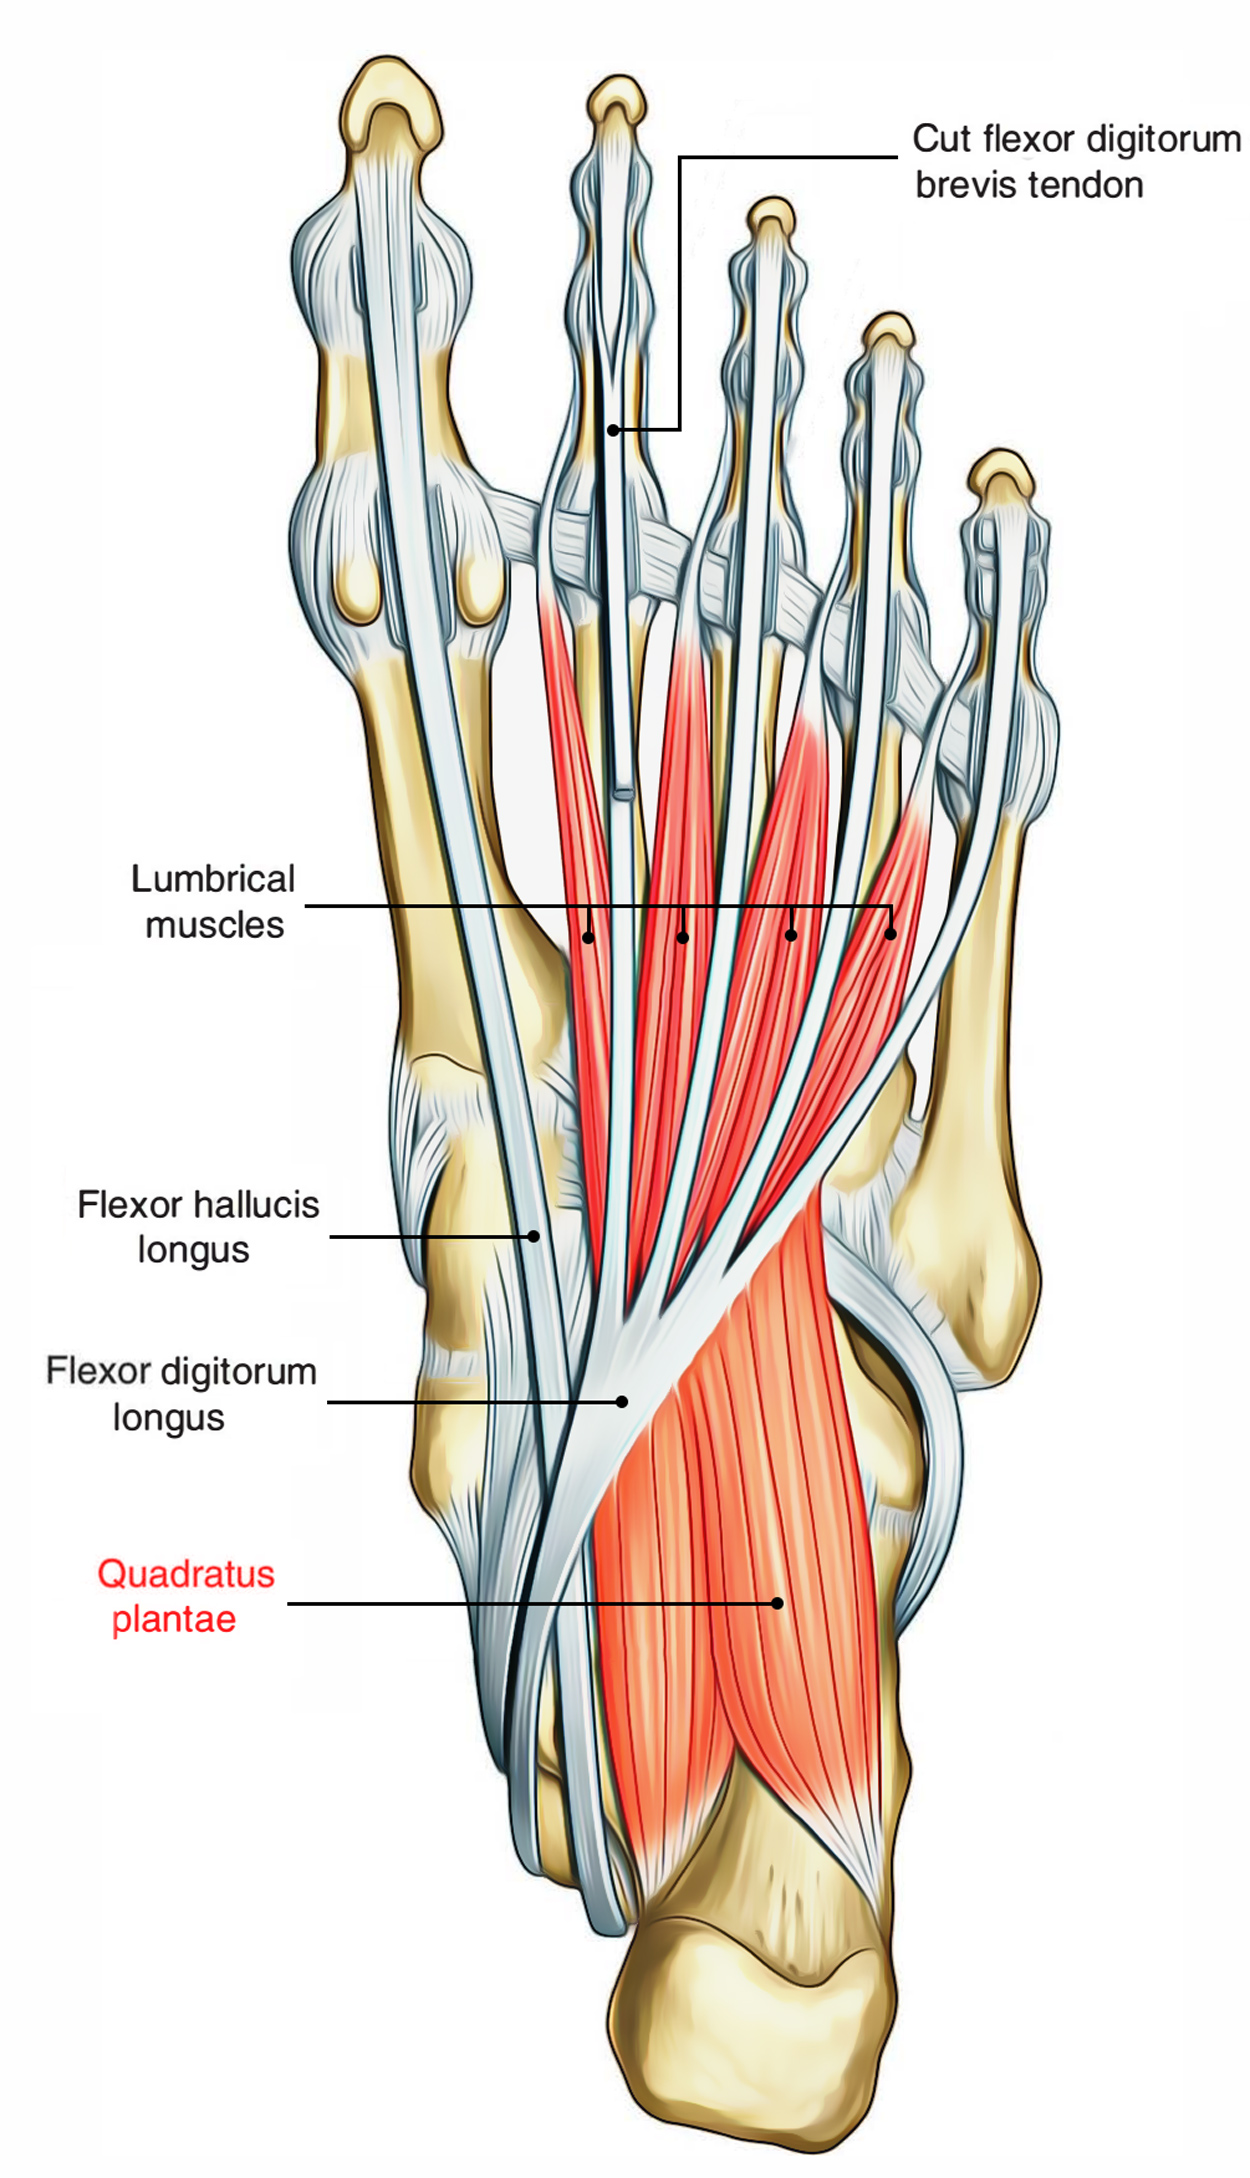 Cut flexor digitorum
brevis tendon
Lumbrical
muscles
Flexor hallucis
longus
Flexor digitorum
longus
Quadratus
plantae